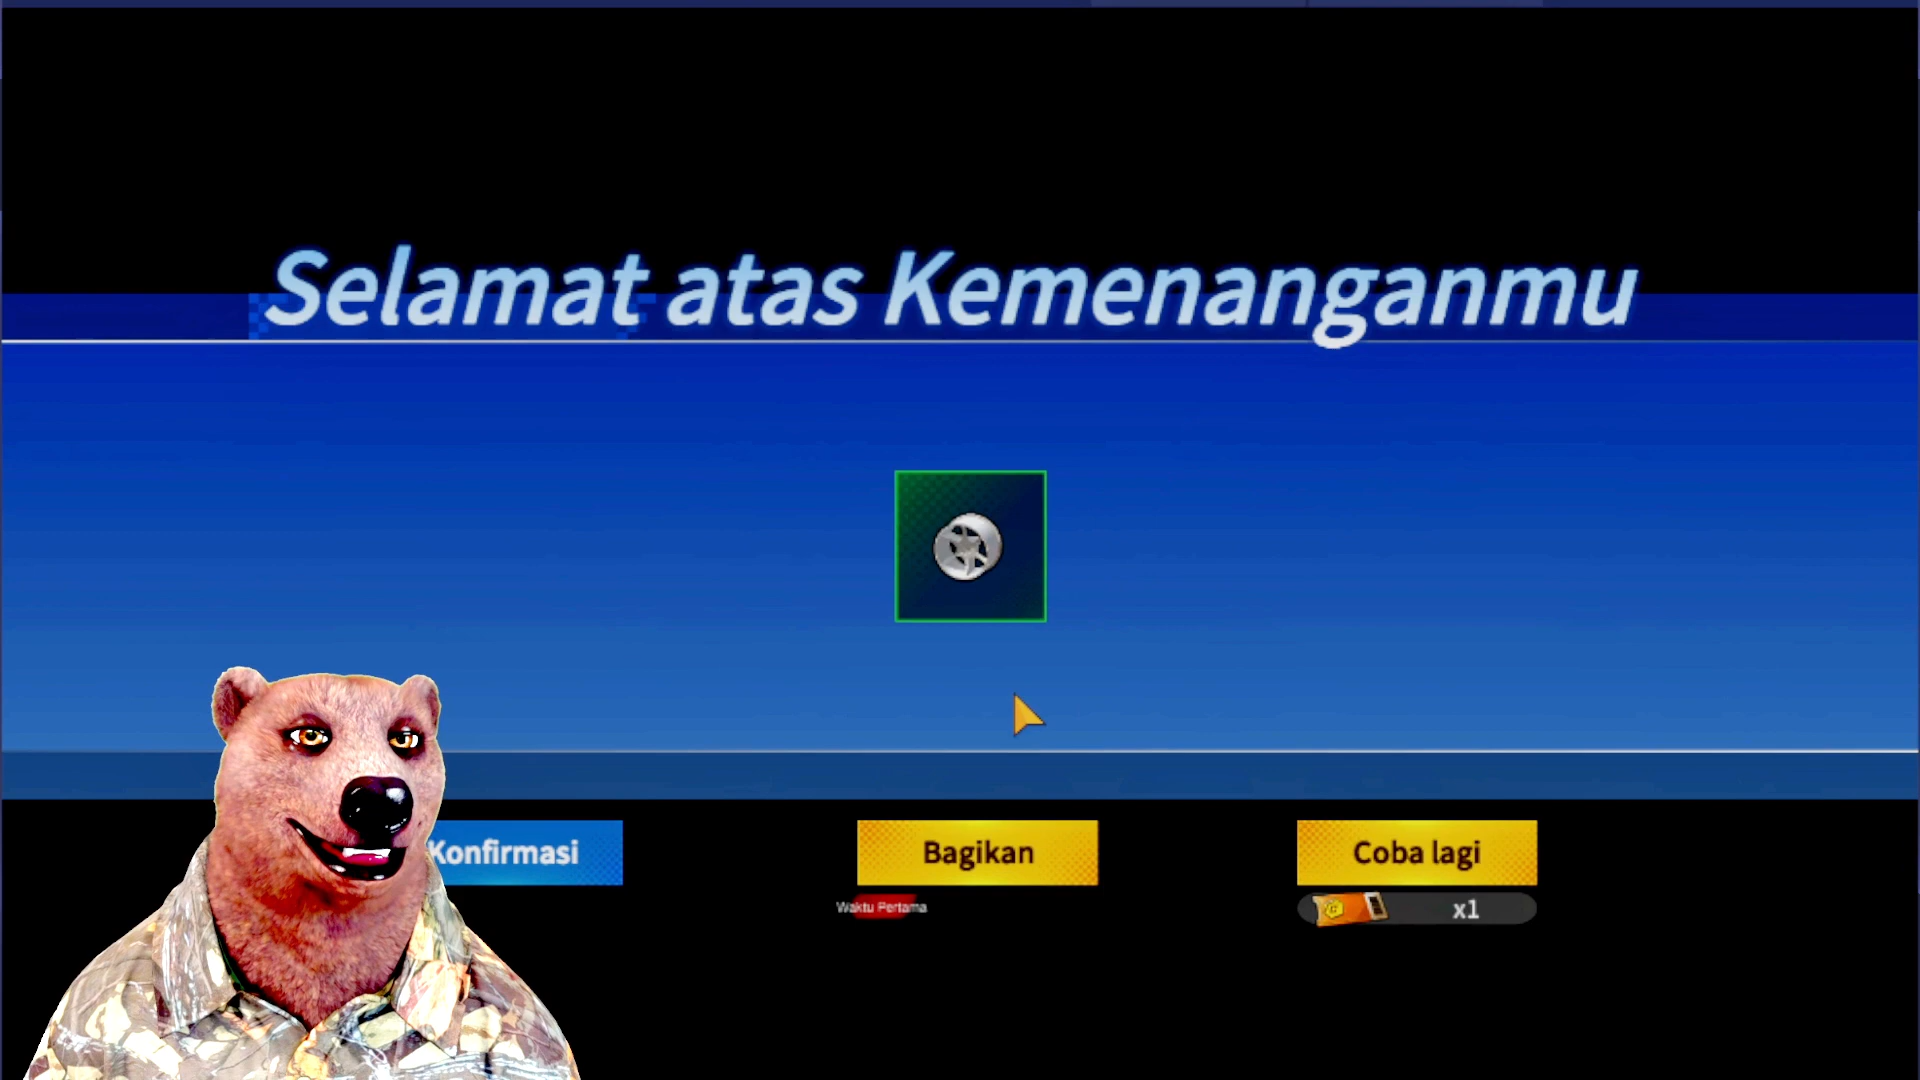 Selamat atas Kemenanganmu
Konfirmasi
Bagikan
Coba lagi
Waktu Pertama
x1